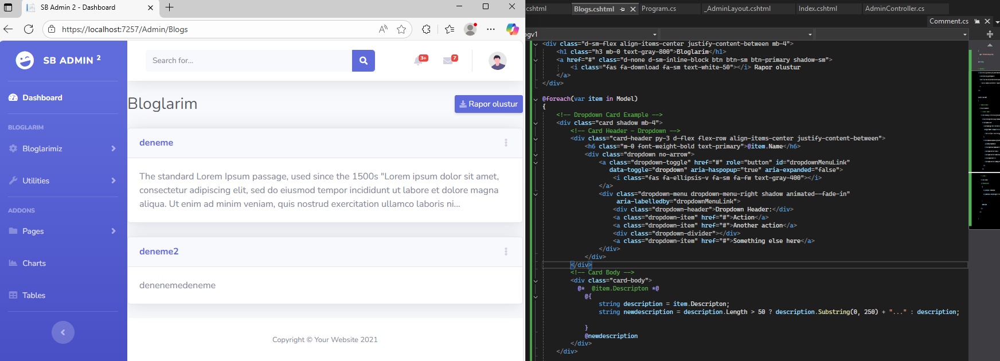 SB Admin 2 - Dashboard
https://localhost:7257/Admin/Blogs
SB ADMIN 2
Dashboard
BLOGLARIM
Bloglarimiz
Utilities
ADDONS
Pages
Charts
Tables
Search for...
3+
7
Bloglarim
Rapor olustur
deneme
The standard Lorem Ipsum passage, used since the 1500s "Lorem ipsum dolor sit amet,
consectetur adipiscing elit, sed do eiusmod tempor incididunt ut labore et dolore magna
aliqua. Ut enim ad minim veniam, quis nostrud exercitation ullamco laboris ni...
deneme2
denenemedeneme
Copyright © Your Website 2021
cshtml
Blogs.cshtml
Program.cs
_AdminLayout.cshtml
Index.cshtml
AdminController.cs
Comment.cs
ogv1
<div class="d-sm-flex align-items-center justify-content-between mb-4">
<h1 class="h3 mb-0 text-gray-800">Bloglarim</h1>
<a href="#" class="d-none d-sm-inline-block btn btn-sm btn-primary shadow-sm">
<i class="fas fa-download fa-sm text-white-50"></i> Rapor olustur
</a>
</div>
@foreach(var item in Model)
{
<!-- Dropdown Card Example -->
<div class="card shadow mb-4">
<!-- Card Header - Dropdown -->
<div class="card-header py-3 d-flex flex-row align-items-center justify-content-between">
<h6 class="m-0 font-weight-bold text-primary">@item.Name</h6>
<div class="dropdown no-arrow">
<a class="dropdown-toggle" href="#" role="button" id="dropdownMenuLink"
data-toggle="dropdown" aria-haspopup="true" aria-expanded="false">
<i class="fas fa-ellipsis-v fa-sm fa-fw text-gray-400"></i>
</a>
<div class="dropdown-menu dropdown-menu-right shadow animated--fade-in"
aria-labelledby="dropdownMenuLink">
<div class="dropdown-header">Dropdown Header:</div>
<a class="dropdown-item" href="#">Action</a>
<a class="dropdown-item" href="#">Another action</a>
<div class="dropdown-divider"></div>
<a class="dropdown-item" href="#">Something else here</a>
</div>
</div>
</div>
<!-- Card Body -->
<div class="card-body">
@*  @item.Descripton *@
@{
string description = item.Descripton;
string newdescription = description.Length > 50 ? description.Substring(0, 250) + "..." : description;
}
@newdescription
</div>
</div>